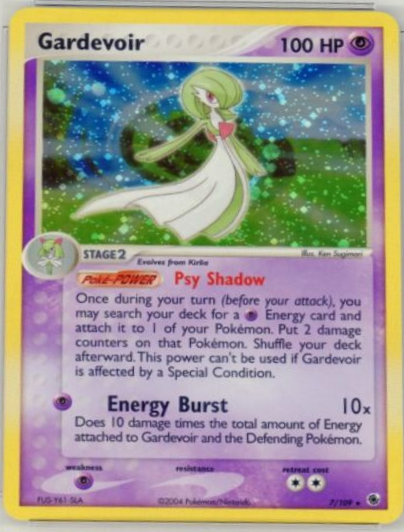 Gardevoir 100 HP
STAGE 2 Evolves from Kirlia Illus. Ken Sugimori
Poké-POWER Psy Shadow
Once during your turn (before your attack), you
may search your deck for a Energy card and
attach it to 1 of your Pokémon. Put 2 damage
counters on that Pokémon. Shuffle your deck
afterward. This power can't be used if Gardevoir
is affected by a Special Condition.
Energy Burst 10x
Does 10 damage times the total amount of Energy
attached to Gardevoir and the Defending Pokémon.
weakness resistance retreat cost
©2004 Pokémon/Nintendo 7/109 ★